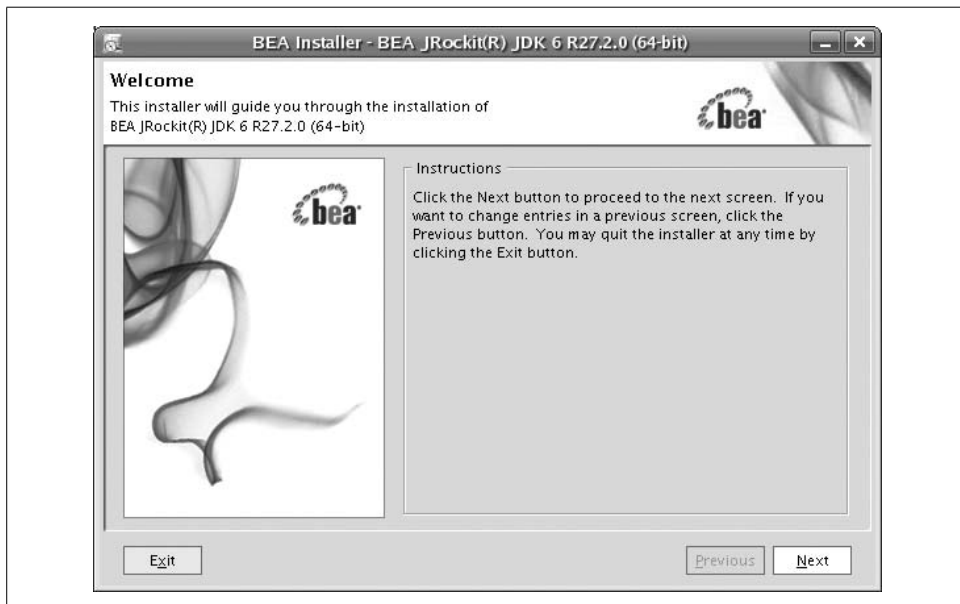 BEA Installer - BEA JRockit(R) JDK 6 R27.2.0 (64-bit)
Welcome
This installer will guide you through the installation of
BEA JRockit(R) JDK 6 R27.2.0 (64-bit)
bea
bea
Instructions
Click the Next button to proceed to the next screen. If you
want to change entries in a previous screen, click the
Previous button. You may quit the installer at any time by
clicking the Exit button.
Exit
Previous
Next